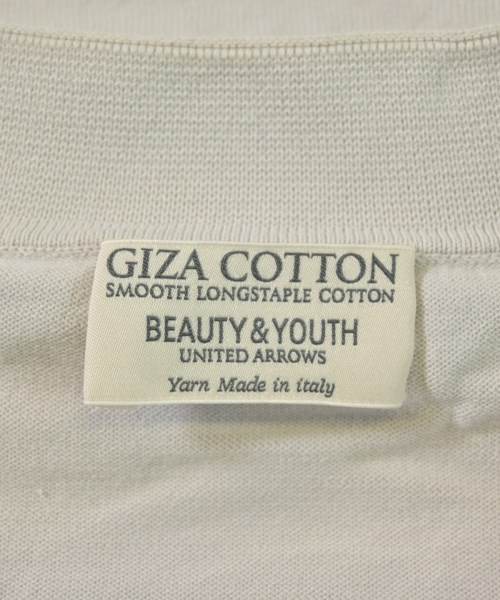 GIZA COTTON
SMOOTH LONGSTAPLE COTTON
BEAUTY&YOUTH
UNITED ARROWS
Yarn Made in italy